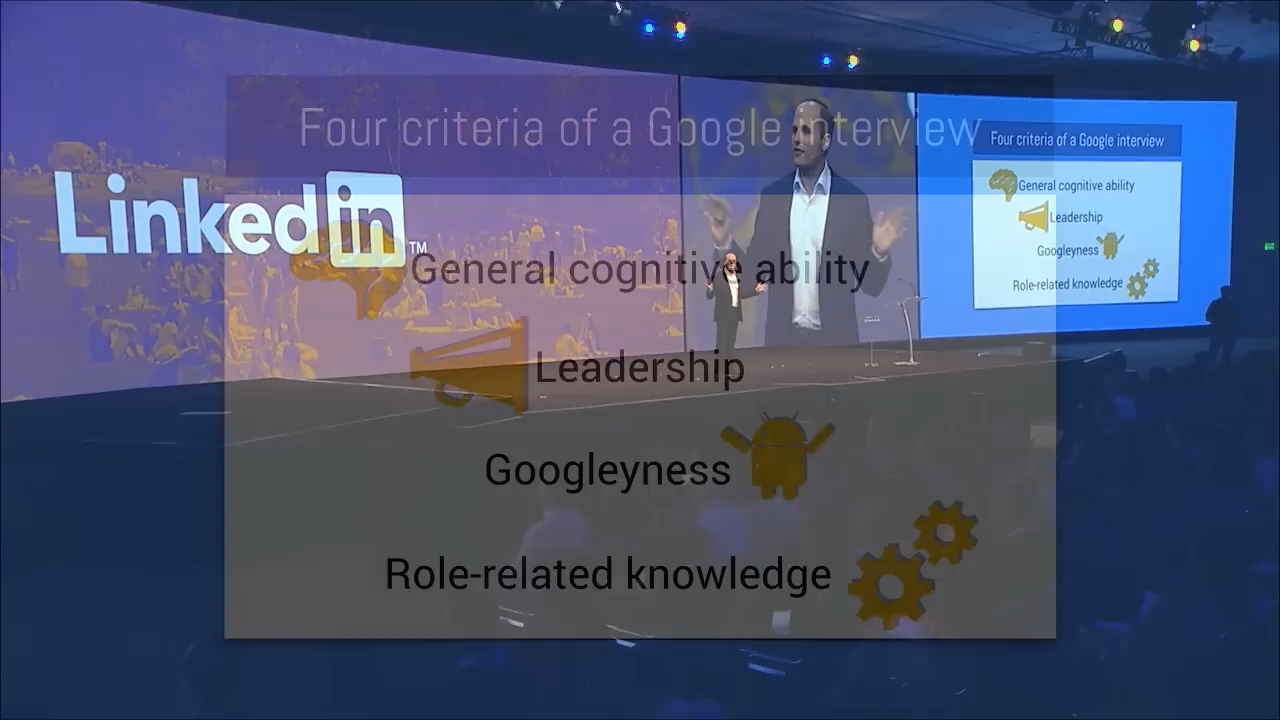 Four criteria of a Google interview
General cognitive ability
Leadership
Googleyness
Role-related knowledge
Linkedin™
Four criteria of a Google interview
General cognitive ability
Leadership
Googleyness
Role-related knowledge